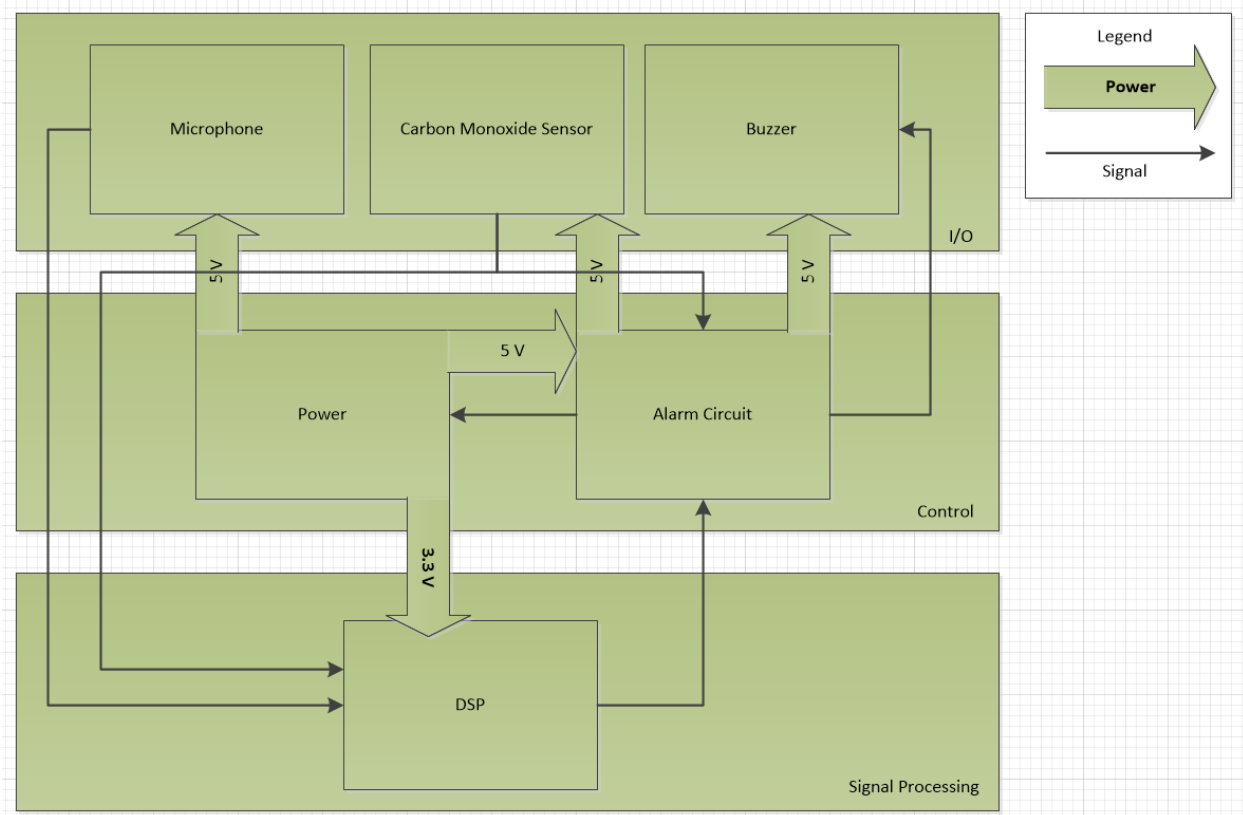 Microphone
Carbon Monoxide Sensor
Buzzer
I/O
5 V
5 V
5 V
Power
5 V
Alarm Circuit
Control
3.3 V
DSP
Signal Processing
Legend
Power
Signal